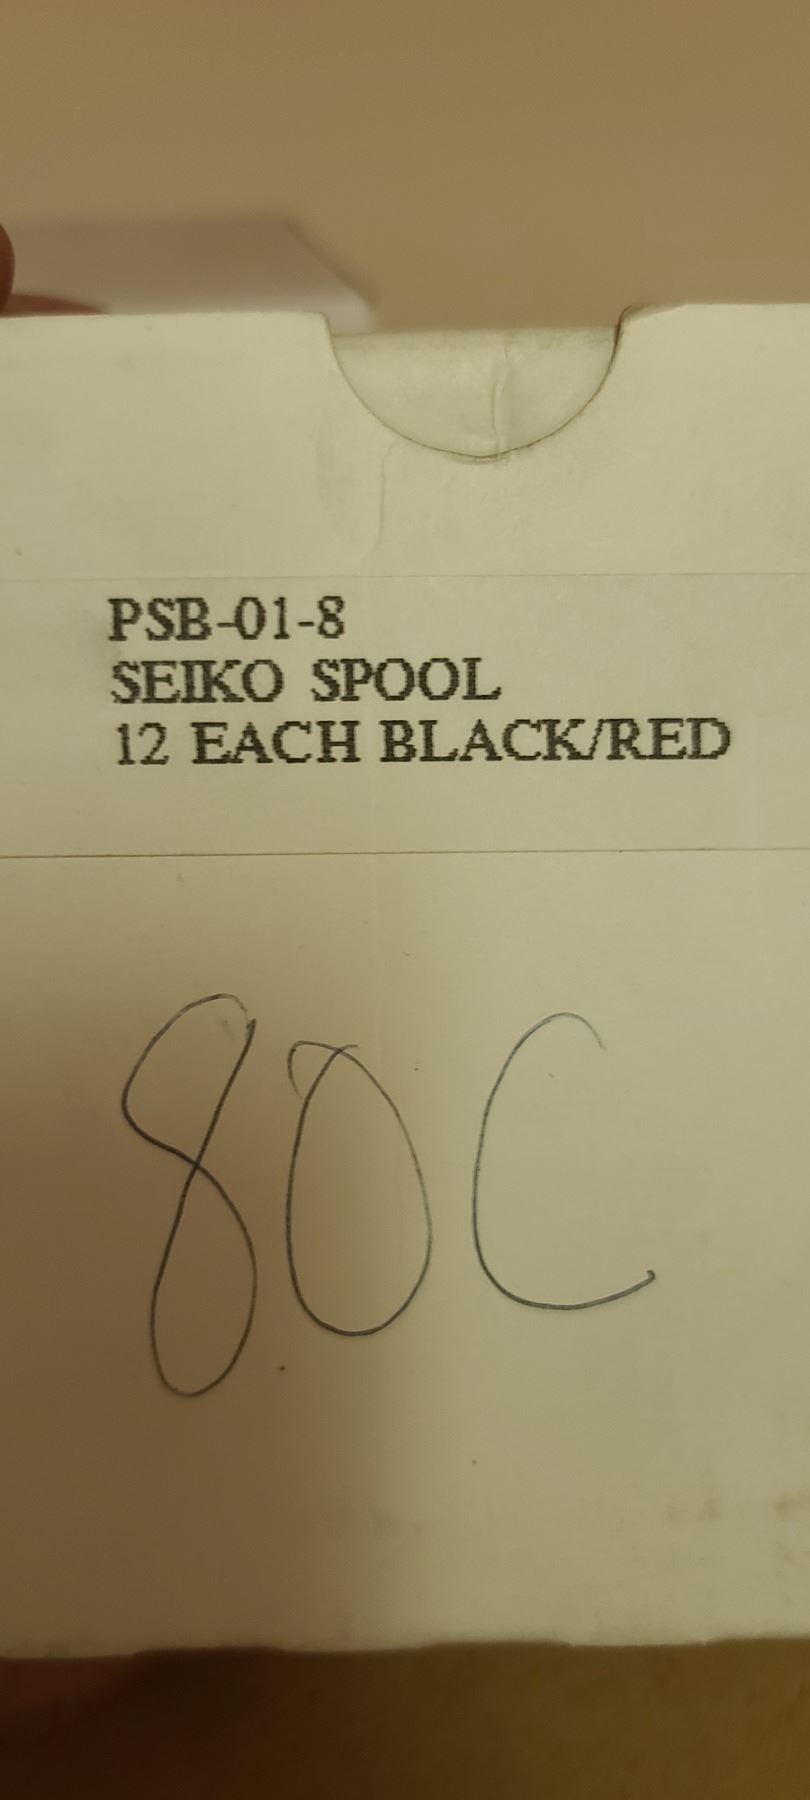 PSB-01-8
SEIKO SPOOL
12 EACH BLACK/RED
80C